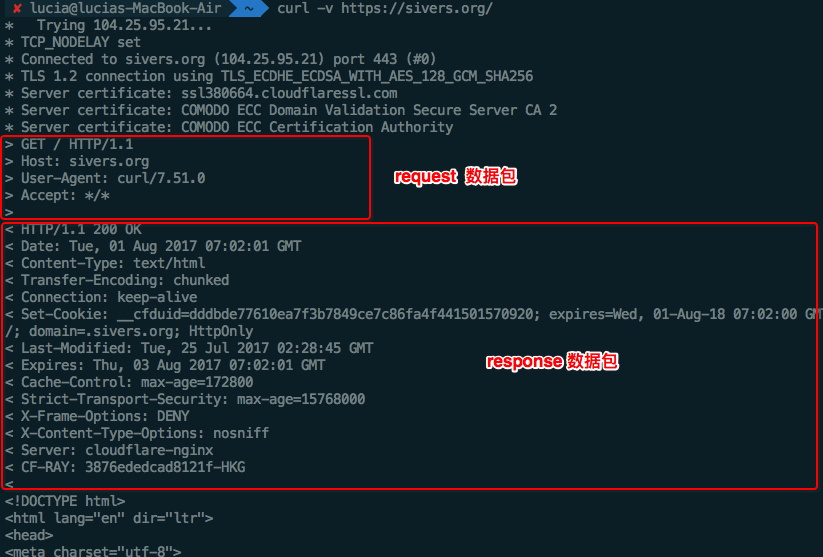 ✘ lucia@lucias-MacBook-Air ~ curl -v https://sivers.org/
*   Trying 104.25.95.21...
* TCP_NODELAY set
* Connected to sivers.org (104.25.95.21) port 443 (#0)
* TLS 1.2 connection using TLS_ECDHE_ECDSA_WITH_AES_128_GCM_SHA256
* Server certificate: ssl380664.cloudflaressl.com
* Server certificate: COMODO ECC Domain Validation Secure Server CA 2
* Server certificate: COMODO ECC Certification Authority
> GET / HTTP/1.1
> Host: sivers.org
> User-Agent: curl/7.51.0
> Accept: */*
>
request 数据包
< HTTP/1.1 200 OK
< Date: Tue, 01 Aug 2017 07:02:01 GMT
< Content-Type: text/html
< Transfer-Encoding: chunked
< Connection: keep-alive
< Set-Cookie: __cfduid=dddbde77610ea7f3b7849ce7c86fa4f441501570920; expires=Wed, 01-Aug-18 07:02:00 GM
/; domain=.sivers.org; HttpOnly
< Last-Modified: Tue, 25 Jul 2017 02:28:45 GMT
< Expires: Thu, 03 Aug 2017 07:02:01 GMT
< Cache-Control: max-age=172800
< Strict-Transport-Security: max-age=15768000
< X-Frame-Options: DENY
< X-Content-Type-Options: nosniff
< Server: cloudflare-nginx
< CF-RAY: 3876ededcad8121f-HKG
<
response 数据包
<!DOCTYPE html>
<html lang="en" dir="ltr">
<head>
<meta charset="utf-8">